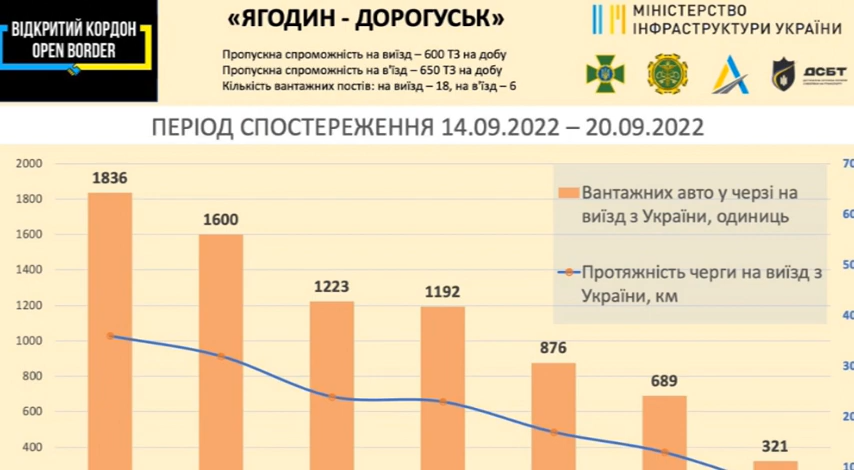 ВІДКРИТИЙ КОРДОН
OPEN BORDER
«ЯГОДИН - ДОРОГУСЬК»
Пропускна спроможність на виїзд – 600 ТЗ на добу
Пропускна спроможність на в'їзд – 650 ТЗ на добу
Кількість вантажних постів: на виїзд – 18, на в'їзд – 6
МІНІСТЕРСТВО
ІНФРАСТРУКТУРИ УКРАЇНИ
ДСБТ
ПЕРІОД СПОСТЕРЕЖЕННЯ 14.09.2022 – 20.09.2022
2000
1800
1600
1400
1200
1000
800
600
400
1836
1600
1223
1192
876
689
321
Вантажних авто у черзі на
виїзд з України, одиниць
Протяжність черги на виїзд з
України, км